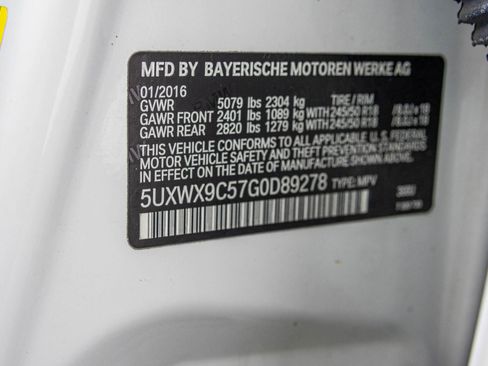 MFD BY BAYERISCHE MOTOREN WERKE AG
01/2016
GVWR 5079 lbs 2304 kg TIRE / RIM
GAWR FRONT 2401 lbs 1089 kg WITH 245/50 R18
GAWR REAR 2820 lbs 1279 kg WITH 245/50 R18
THIS VEHICLE CONFORMS TO ALL APPLICABLE FEDERAL
MOTOR VEHICLE SAFETY AND THEFT PREVENTION STANDARDS
IN EFFECT ON THE DATE OF MANUFACTURE SHOWN ABOVE.
5UXWX9C57G0D89278 TYPE: MPV